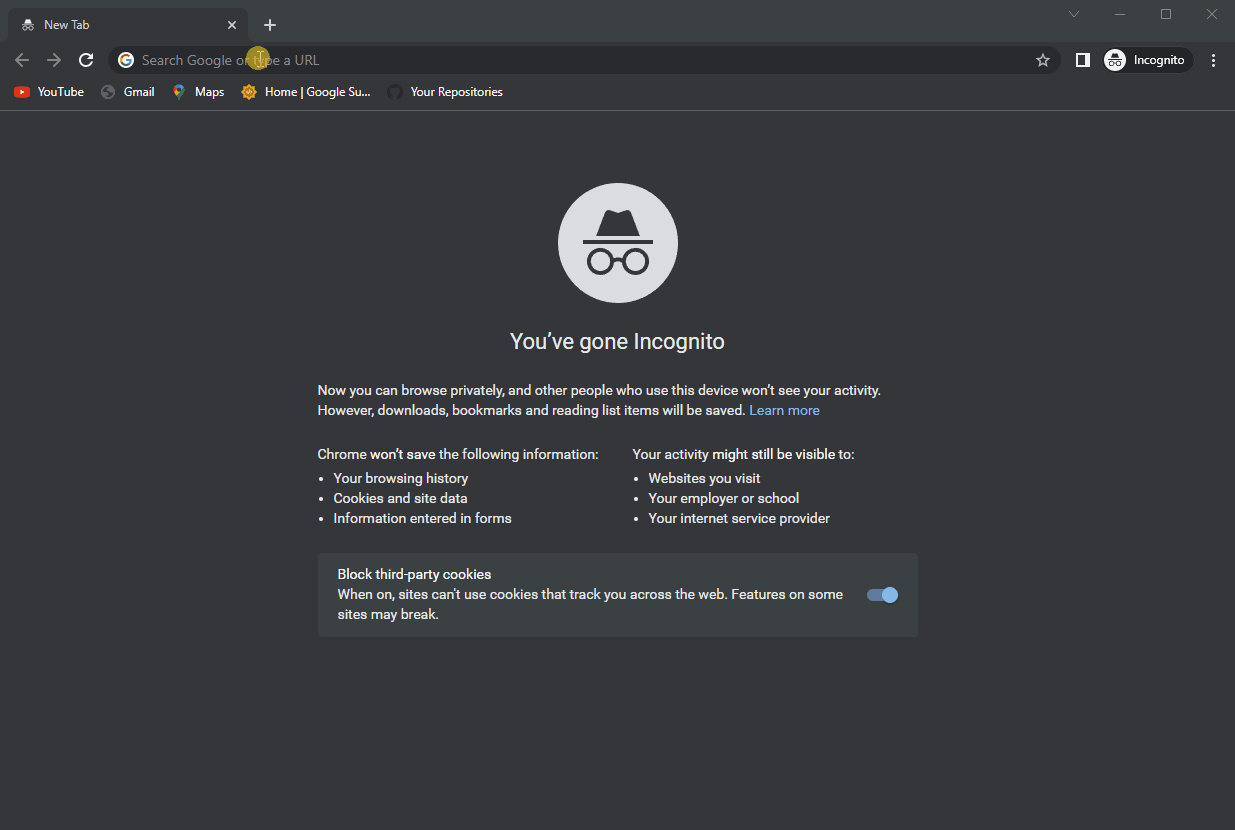 New Tab
Search Google or type a URL
Incognito
YouTube Gmail Maps Home | Google Su... Your Repositories
You've gone Incognito
Now you can browse privately, and other people who use this device won't see your activity.
However, downloads, bookmarks and reading list items will be saved. Learn more
Chrome won't save the following information:
Your browsing history
Cookies and site data
Information entered in forms
Your activity might still be visible to:
Websites you visit
Your employer or school
Your internet service provider
Block third-party cookies
When on, sites can't use cookies that track you across the web. Features on some
sites may break.